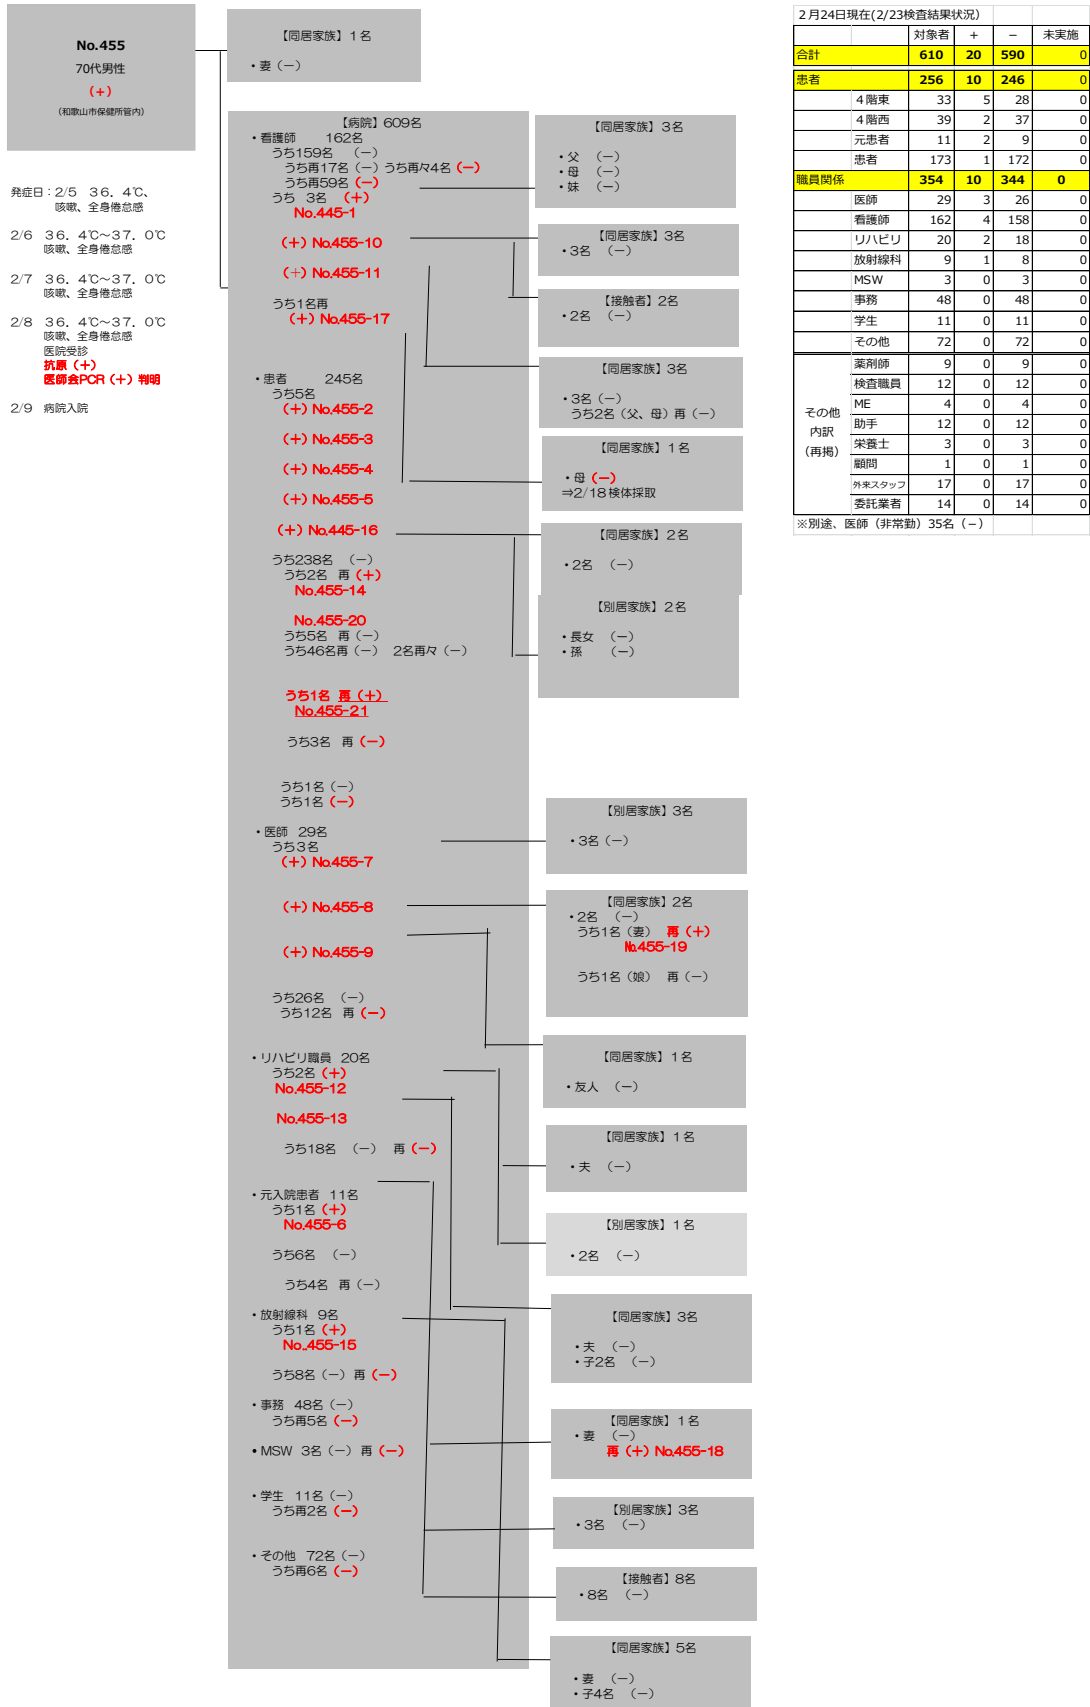 No.455
70代男性
（+）
（和歌山市保健所管内）
発症日：2/5　３６．４℃、
咳嗽、全身倦怠感
2/6　３６．４℃～３７．０℃
咳嗽、全身倦怠感
2/7　３６．４℃～３７．０℃
咳嗽、全身倦怠感
2/8　３６．４℃～３７．０℃
咳嗽、全身倦怠感
医院受診
抗原（+）
医師会PCR（+）判明
2/9　病院入院
【同居家族】１名
・妻（－）
【病院】609名
・看護師　162名
うち159名　（－）
うち再17名（－）うち再々4名（－）
うち再59名（－）
うち　3名　（+）
No.445-1
（+）No.455-10
（+）No.455-11
うち1名再
（+）No.455-17
・患者　245名
うち5名
（+）No.455-2
（+）No.455-3
（+）No.455-4
（+）No.455-5
（+）No.445-16
うち238名　（－）
うち2名　再（+）
No.455-14
No.455-20
うち5名　再（－）
うち46名再（－）　2名再々（－）
うち1名　再（+）
No.455-21
うち3名　再（－）
うち1名（－）
うち1名（－）
・医師　29名
うち3名
（+）No.455-7
（+）No.455-8
（+）No.455-9
うち26名　（－）
うち12名　再（－）
・リハビリ職員　20名
うち2名（+）
No.455-12
No.455-13
うち18名　（－）　再（－）
・元入院患者　11名
うち1名（+）
No.455-6
うち6名　（－）
うち4名　再（－）
・放射線科　9名
うち1名（+）
No..455-15
うち8名（－）再（－）
・事務　48名（－）
うち再5名（－）
・MSW　3名（－）再（－）
・学生　11名（－）
うち再2名（－）
・その他　72名（－）
うち再6名（－）
【同居家族】３名
・父　（－）
・母　（－）
・妹　（－）
【同居家族】3名
・3名　（－）
【接触者】2名
・2名　（－）
【同居家族】3名
・3名（－）
うち2名（父、母）再（－）
【同居家族】１名
・母（－）
⇒2/18検体採取
【同居家族】２名
・2名　（－）
【別居家族】２名
・長女　（－）
・孫　　（－）
【別居家族】3名
・3名（－）
【同居家族】2名
・2名　（－）
うち1名（妻）　再（+）
№455-19
うち1名（娘）　再（－）
【同居家族】１名
・友人　（－）
【同居家族】１名
・夫　（－）
【別居家族】１名
・2名　（－）
【同居家族】3名
・夫　（－）
・子2名　（－）
【同居家族】１名
・妻　（－）
再（+）No.455-18
【別居家族】3名
・3名　（－）
【接触者】8名
・8名　（－）
【同居家族】5名
・妻　（－）
・子4名　（－）
２月24日現在(2/23検査結果状況)
対象者　+　－　未実施
合計　610　20　590　0
患者　256　10　246　0
４階東　33　5　28　0
４階西　39　2　37　0
元患者　11　2　9　0
患者　173　1　172　0
職員関係　354　10　344　0
医師　29　3　26　0
看護師　162　4　158　0
リハビリ　20　2　18　0
放射線科　9　1　8　0
MSW　3　0　3　0
事務　48　0　48　0
学生　11　0　11　0
その他　72　0　72　0
その他
内訳
（再掲）
薬剤師　9　0　9　0
検査職員　12　0　12　0
ME　4　0　4　0
助手　12　0　12　0
栄養士　3　0　3　0
顧問　1　0　1　0
外来スタッフ　17　0　17　0
委託業者　14　0　14　0
※別途、医師（非常勤）35名（－）